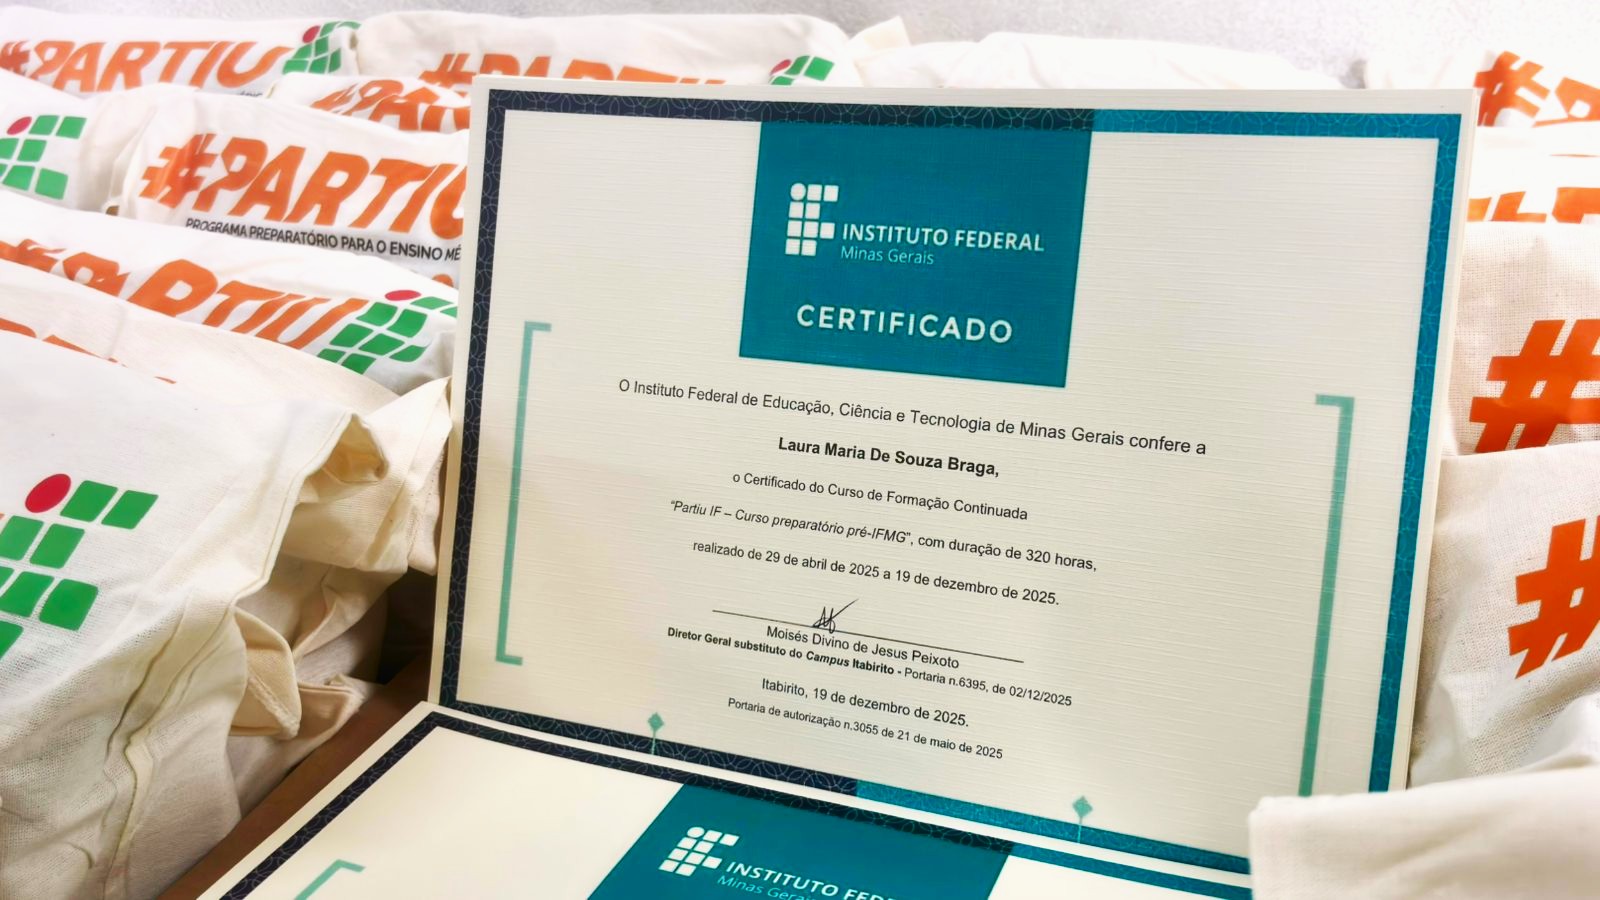 #PARTIU
#PARTIU
#PARTIU
#PARTIU
PROGRAMA PREPARATÓRIO PARA O ENSINO MÉ
#PARTIU
INSTITUTO FEDERAL
Minas Gerais
CERTIFICADO
O Instituto Federal de Educação, Ciência e Tecnologia de Minas Gerais confere a
Laura Maria De Souza Braga,
o Certificado do Curso de Formação Continuada
“Partiu IF – Curso preparatório pré-IFMG”, com duração de 320 horas,
realizado de 29 de abril de 2025 a 19 de dezembro de 2025.
Moisés Divino de Jesus Peixoto
Diretor Geral substituto do Campus Itabirito - Portaria n.6395, de 02/12/2025
Itabirito, 19 de dezembro de 2025.
Portaria de autorização n.3055 de 21 de maio de 2025
#
#
INSTITUTO FED
Minas Gerais